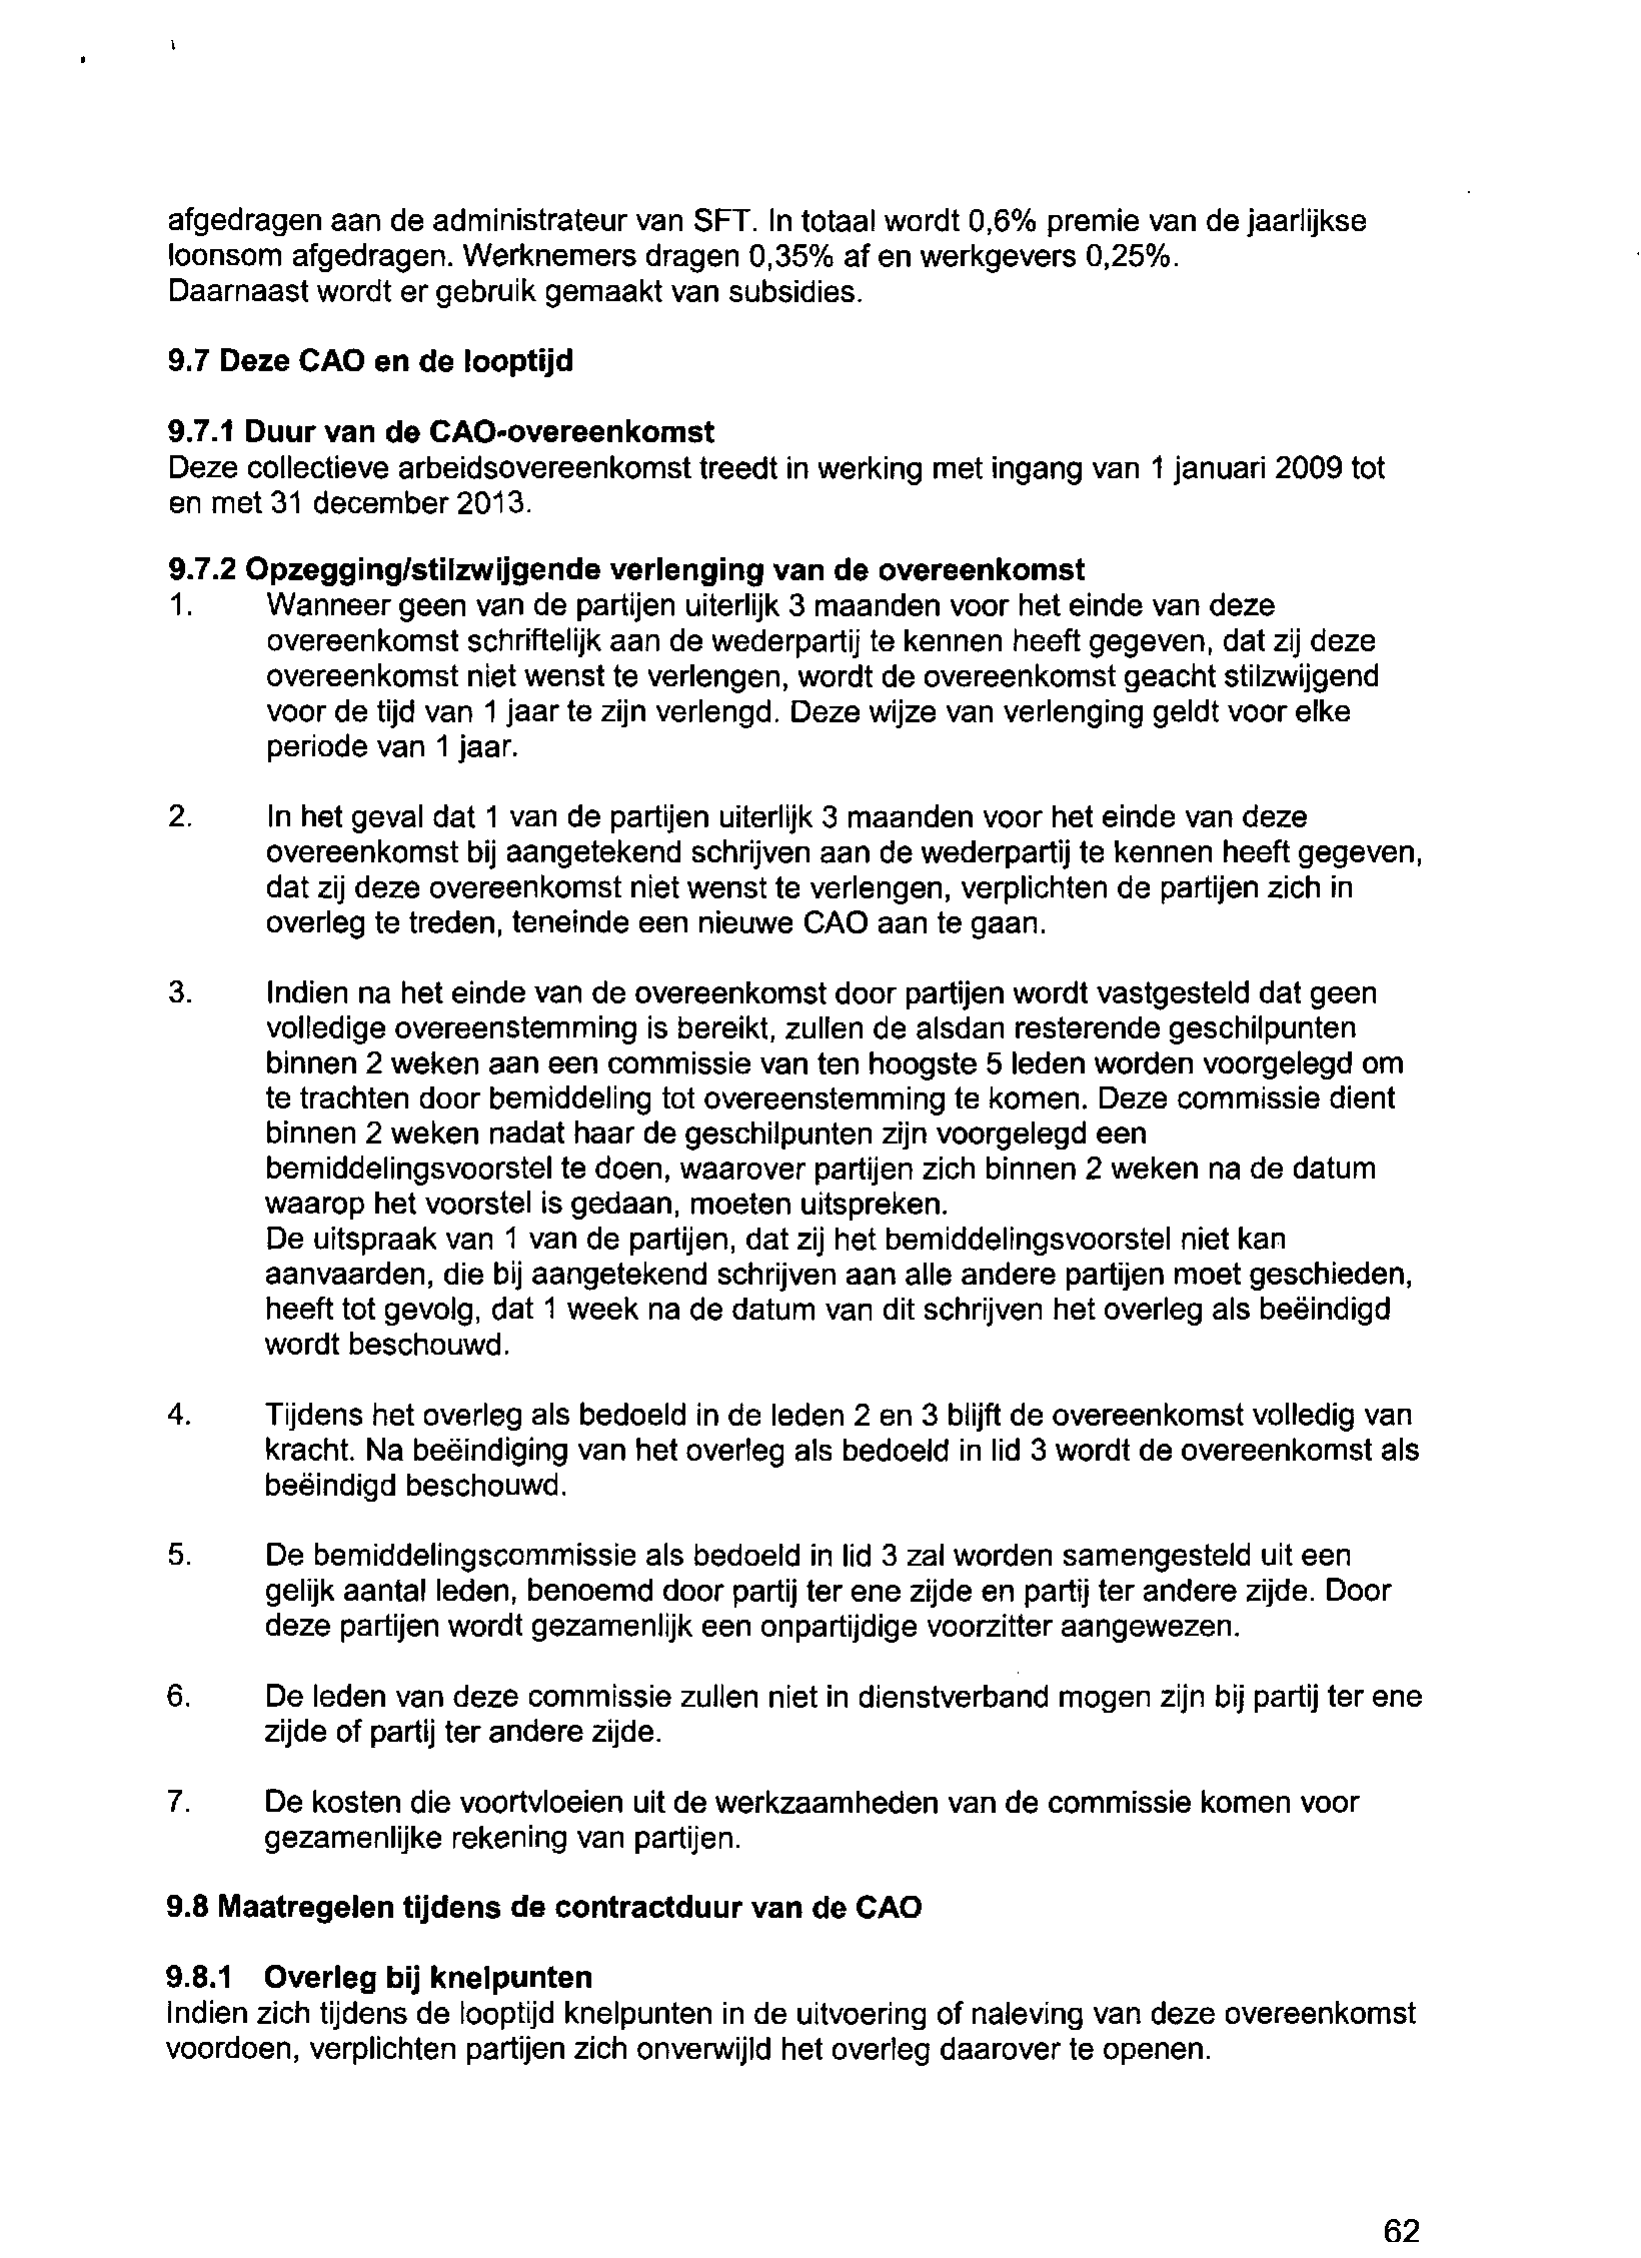 afgedragen aan de administrateur van SFT. In totaal wordt 0,6% premie van de jaarlijkse
loonsom afgedragen. Werknemers dragen 0,35% af en werkgevers 0,25%.
Daarnaast wordt er gebruik gemaakt van subsidies.
9.7 Deze CAO en de looptijd
9.7.1 Duur van de CAO-overeenkomst
Deze collectieve arbeidsovereenkomst treedt in werking met ingang van 1 januari 2009 tot
en met 31 december 2013.
9.7.2 Opzegging/stilzwijgende verlenging van de overeenkomst
1. Wanneer geen van de partijen uiterlijk 3 maanden voor het einde van deze
overeenkomst schriftelijk aan de wederpartij te kennen heeft gegeven, dat zij deze
overeenkomst niet wenst te verlengen, wordt de overeenkomst geacht stilzwijgend
voor de tijd van 1 jaar te zijn verlengd. Deze wijze van verlenging geldt voor elke
periode van 1 jaar.
2. In het geval dat 1 van de partijen uiterlijk 3 maanden voor het einde van deze
overeenkomst bij aangetekend schrijven aan de wederpartij te kennen heeft gegeven,
dat zij deze overeenkomst niet wenst te verlengen, verplichten de partijen zich in
overleg te treden, teneinde een nieuwe CAO aan te gaan.
3. Indien na het einde van de overeenkomst door partijen wordt vastgesteld dat geen
volledige overeenstemming is bereikt, zullen de alsdan resterende geschilpunten
binnen 2 weken aan een commissie van ten hoogste 5 leden worden voorgelegd om
te trachten door bemiddeling tot overeenstemming te komen. Deze commissie dient
binnen 2 weken nadat haar de geschilpunten zijn voorgelegd een
bemiddelingsvoorstel te doen, waarover partijen zich binnen 2 weken na de datum
waarop het voorstel is gedaan, moeten uitspreken.
De uitspraak van 1 van de partijen, dat zij het bemiddelingsvoorstel niet kan
aanvaarden, die bij aangetekend schrijven aan alle andere partijen moet geschieden,
heeft tot gevolg, dat 1 week na de datum van dit schrijven het overleg als beëindigd
wordt beschouwd.
4. Tijdens het overleg als bedoeld in de leden 2 en 3 blijft de overeenkomst volledig van
kracht. Na beëindiging van het overleg als bedoeld in lid 3 wordt de overeenkomst als
beëindigd beschouwd.
5. De bemiddelingscommissie als bedoeld in lid 3 zal worden samengesteld uit een
gelijk aantal leden, benoemd door partij ter ene zijde en partij ter andere zijde. Door
deze partijen wordt gezamenlijk een onpartijdige voorzitter aangewezen.
6. De leden van deze commissie zullen niet in dienstverband mogen zijn bij partij ter ene
zijde of partij ter andere zijde.
7. De kosten die voortvloeien uit de werkzaamheden van de commissie komen voor
gezamenlijke rekening van partijen.
9.8 Maatregelen tijdens de contractduur van de CAO
9.8.1 Overleg bij knelpunten
Indien zich tijdens de looptijd knelpunten in de uitvoering of naleving van deze overeenkomst
voordoen, verplichten partijen zich onverwijld het overleg daarover te openen.
62